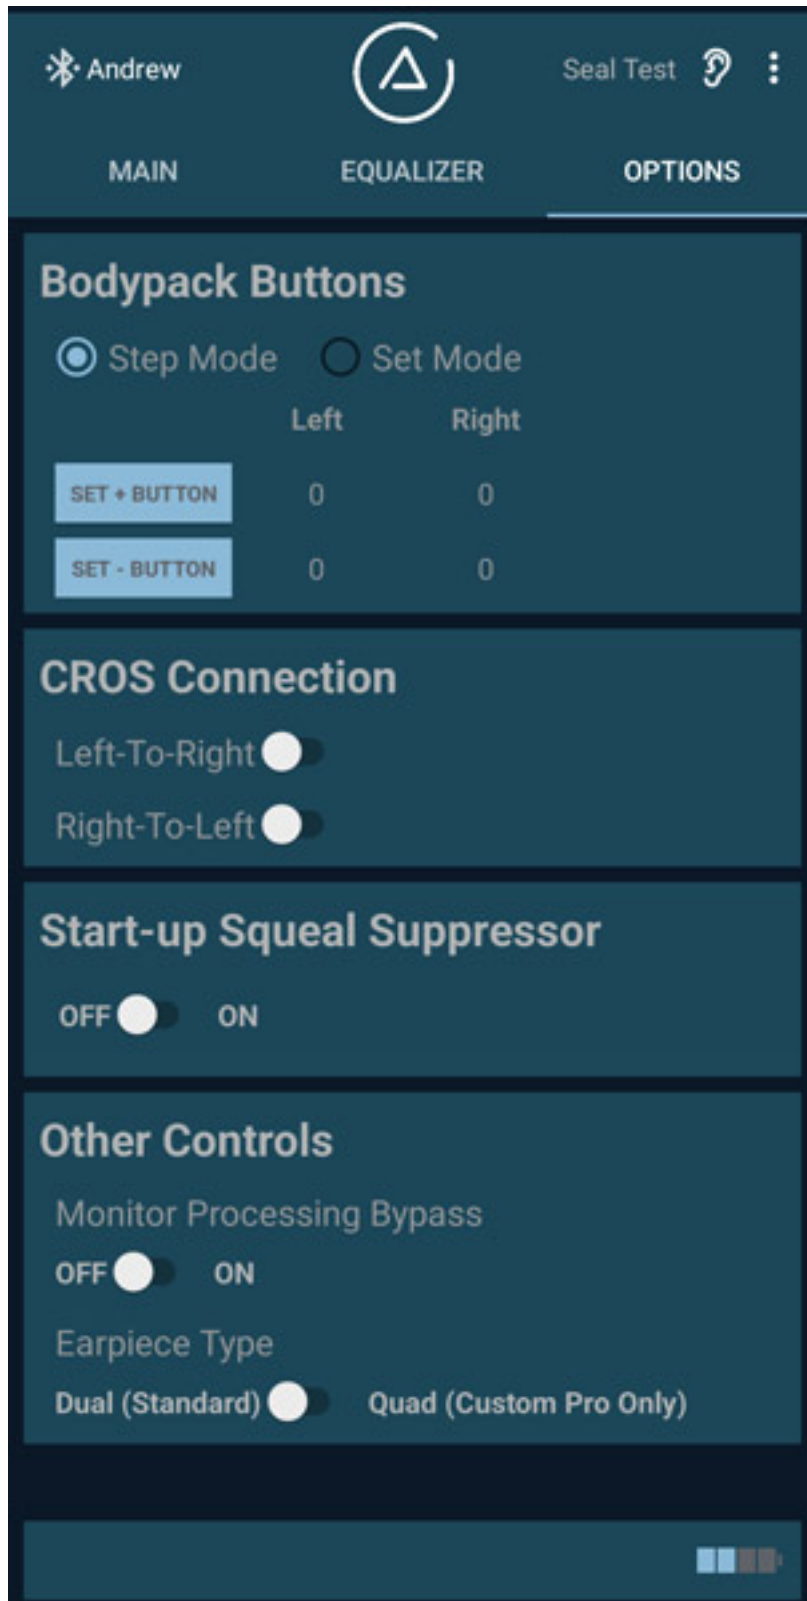 Andrew
Seal Test
MAIN EQUALIZER OPTIONS
Bodypack Buttons
Step Mode Set Mode
Left Right
SET + BUTTON 0 0
SET - BUTTON 0 0
CROS Connection
Left-To-Right
Right-To-Left
Start-up Squeal Suppressor
OFF ON
Other Controls
Monitor Processing Bypass
OFF ON
Earpiece Type
Dual (Standard) Quad (Custom Pro Only)